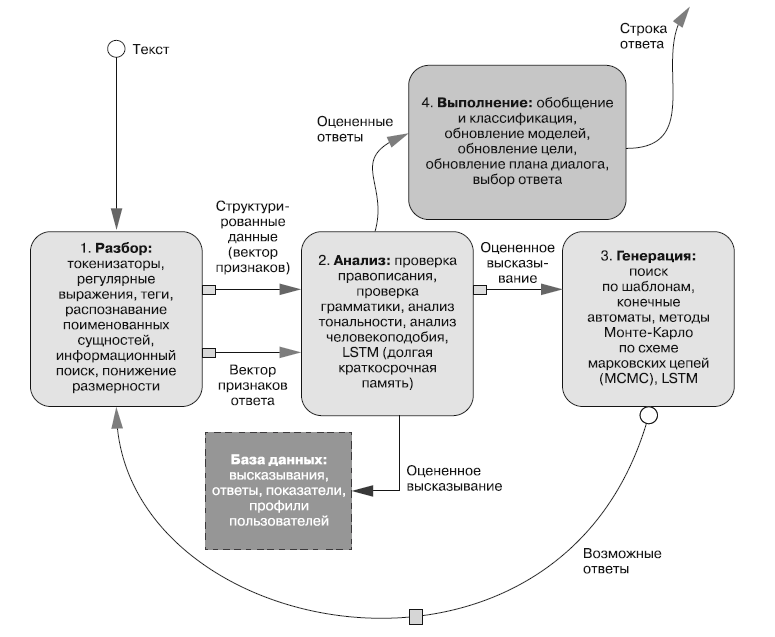 Текст
Строка
ответа
4. Выполнение: обобщение
и классификация,
обновление моделей,
обновление цели,
обновление плана диалога,
выбор ответа
Оцененные
ответы
Структури-
рованные
данные
(вектор
признаков)
1. Разбор:
токенизаторы,
регулярные
выражения, теги,
распознавание
поименованных
сущностей,
информационный
поиск, понижение
размерности
Вектор
признаков
ответа
2. Анализ: проверка
правописания,
проверка
грамматики, анализ
тональности, анализ
человекоподобия,
LSTM (долгая
краткосрочная
память)
Оцененное
высказы-
вание
3. Генерация:
поиск
по шаблонам,
конечные
автоматы, методы
Монте-Карло
по схеме
марковских цепей
(MCMC), LSTM
База данных:
высказывания,
ответы, показатели,
профили
пользователей
Оцененное
высказывание
Возможные
ответы